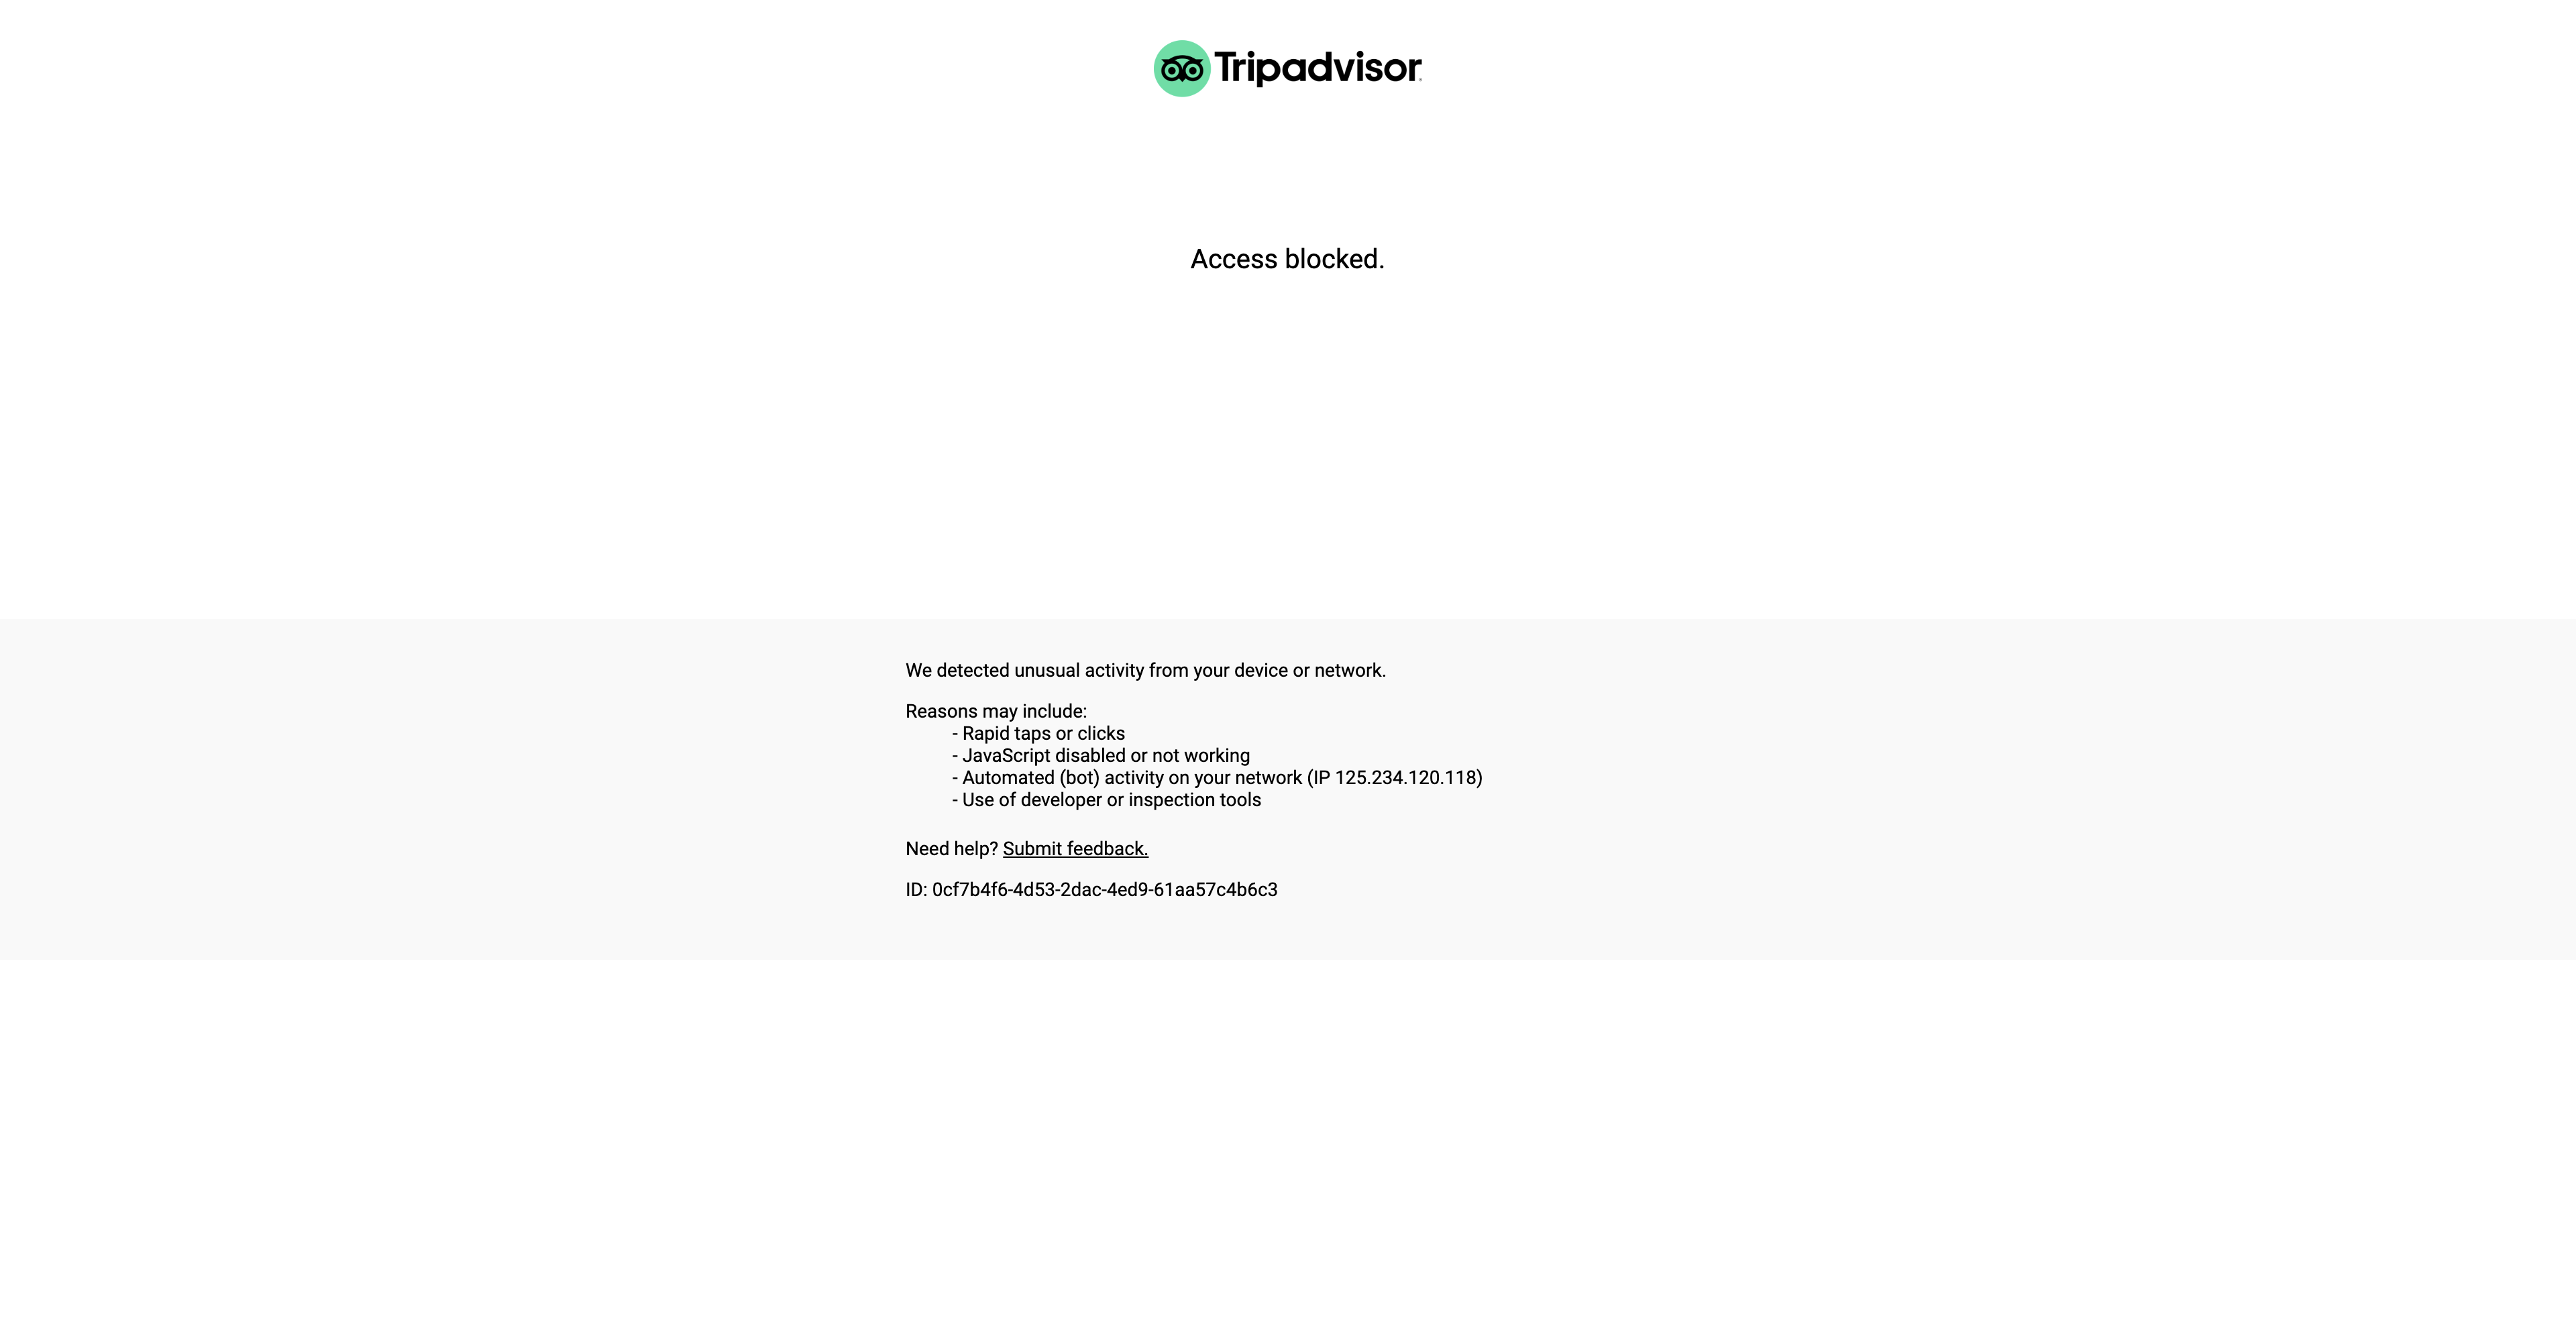 Tripadvisor
Access blocked.
We detected unusual activity from your device or network.
Reasons may include:
- Rapid taps or clicks
- JavaScript disabled or not working
- Automated (bot) activity on your network (IP 125.234.120.118)
- Use of developer or inspection tools
Need help? Submit feedback.
ID: 0cf7b4f6-4d53-2dac-4ed9-61aa57c4b6c3